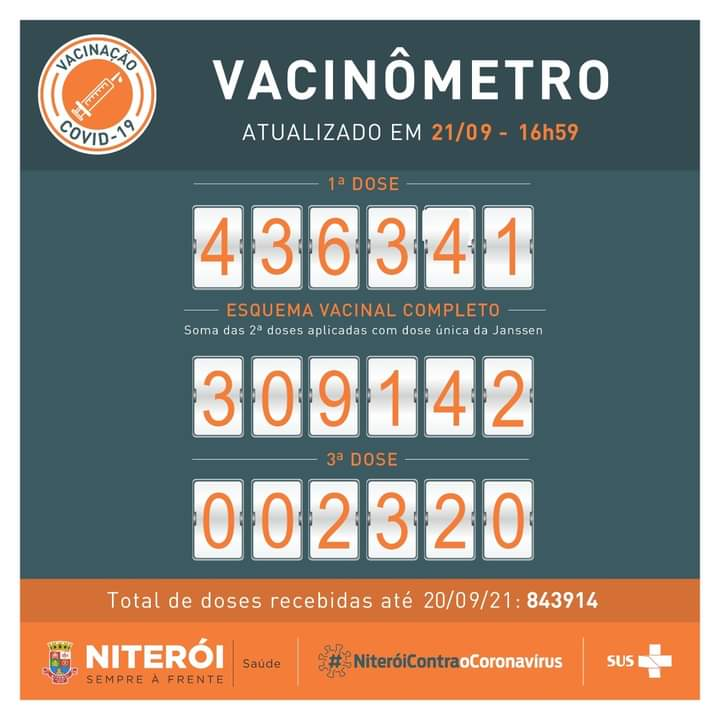 VACINAÇÃO
COVID-19
VACINÔMETRO
ATUALIZADO EM 21/09 - 16h59
1ª DOSE
436341
ESQUEMA VACINAL COMPLETO
Soma das 2ª doses aplicadas com dose única da Janssen
309142
3ª DOSE
002320
Total de doses recebidas até 20/09/21: 843914
NITERÓI
SEMPRE À FRENTE
Saúde
#NiteróiContraoCoronavírus
SUS